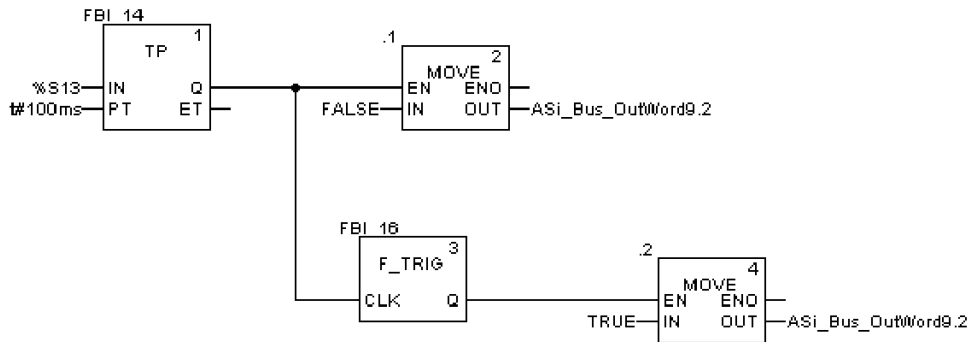 FBI_14
1
TP
%S13 IN Q
t#100ms PT ET
.1
2
MOVE
EN ENO
FALSE IN OUT ASi_Bus_OutWord9.2
FBI_16
3
F_TRIG
CLK Q
.2
4
MOVE
EN ENO
TRUE IN OUT ASi_Bus_OutWord9.2